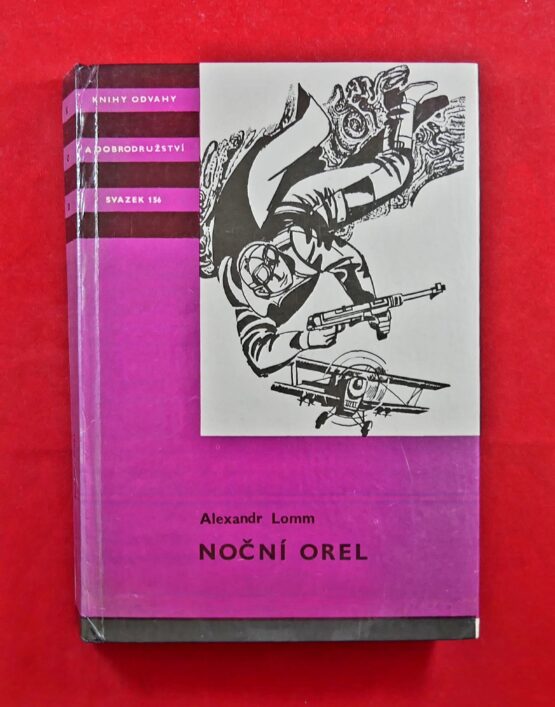 KNIHY ODVAHY
A DOBRODRUŽSTVÍ
SVAZEK 156
Alexandr Lomm
NOČNÍ OREL